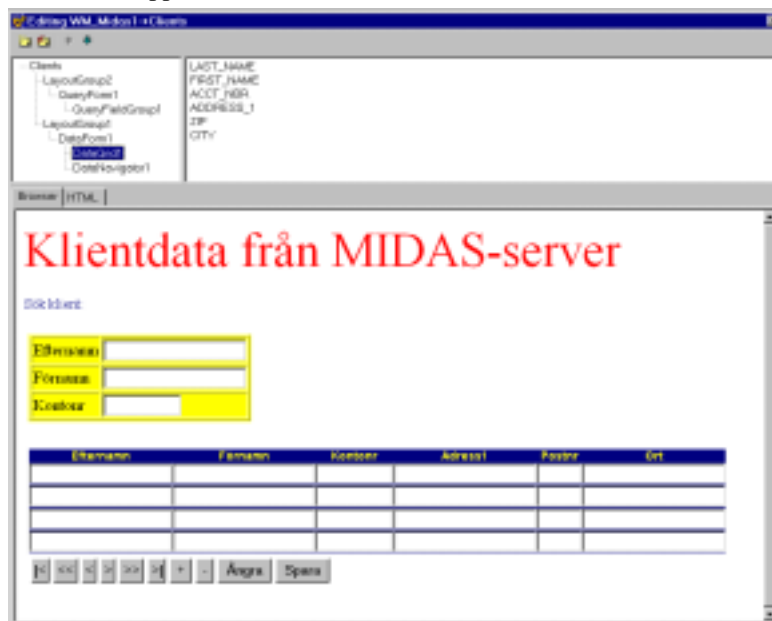 Editing WM_Midas1->Clients
Clients
LAST_NAME
LayoutGroup2
FIRST_NAME
QueryForm1
ACCT_NBR
QueryFieldGroup1
ADDRESS_1
LayoutGroup1
ZIP
DataForm1
CITY
DataGrid1
DataNavigator1
Browser HTML
Klientdata från MIDAS-server
Sök klient
Efternamn
Förnamn
Kontonr
Efternamn Förnamn Kontonr Adress1 Postnr Ort
|< << < > >> >| + - Ångra Spara